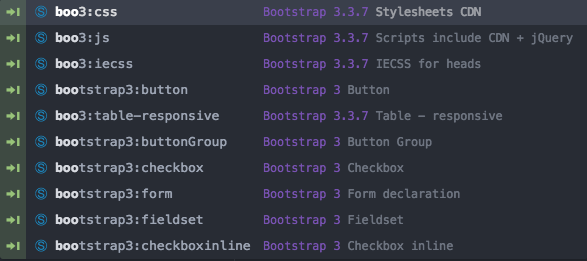 boo3:css Bootstrap 3.3.7 Stylesheets CDN
boo3:js Bootstrap 3.3.7 Scripts include CDN + jQuery
boo3:iecss Bootstrap 3.3.7 IECSS for heads
bootstrap3:button Bootstrap 3 Button
boo3:table-responsive Bootstrap 3.3.7 Table - responsive
bootstrap3:buttonGroup Bootstrap 3 Button Group
bootstrap3:checkbox Bootstrap 3 Checkbox
bootstrap3:form Bootstrap 3 Form declaration
bootstrap3:fieldset Bootstrap 3 Fieldset
bootstrap3:checkboxinline Bootstrap 3 Checkbox inline